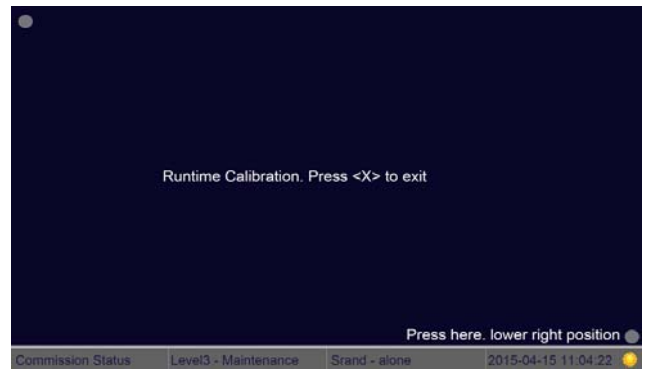 Runtime Calibration. Press <X> to exit
Press here. lower right position
Commission Status Level3 - Maintenance Srand - alone 2015-04-15 11:04:22